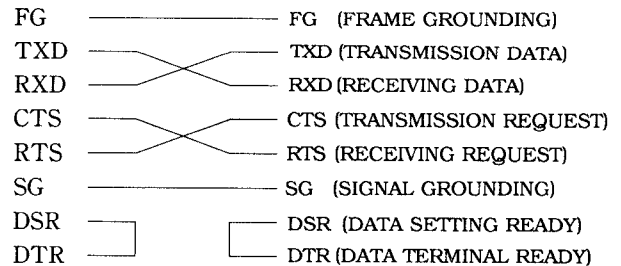 FG FG (FRAME GROUNDING)
TXD TXD (TRANSMISSION DATA)
RXD RXD (RECEIVING DATA)
CTS CTS (TRANSMISSION REQUEST)
RTS RTS (RECEIVING REQUEST)
SG SG (SIGNAL GROUNDING)
DSR DSR (DATA SETTING READY)
DTR DTR (DATA TERMINAL READY)